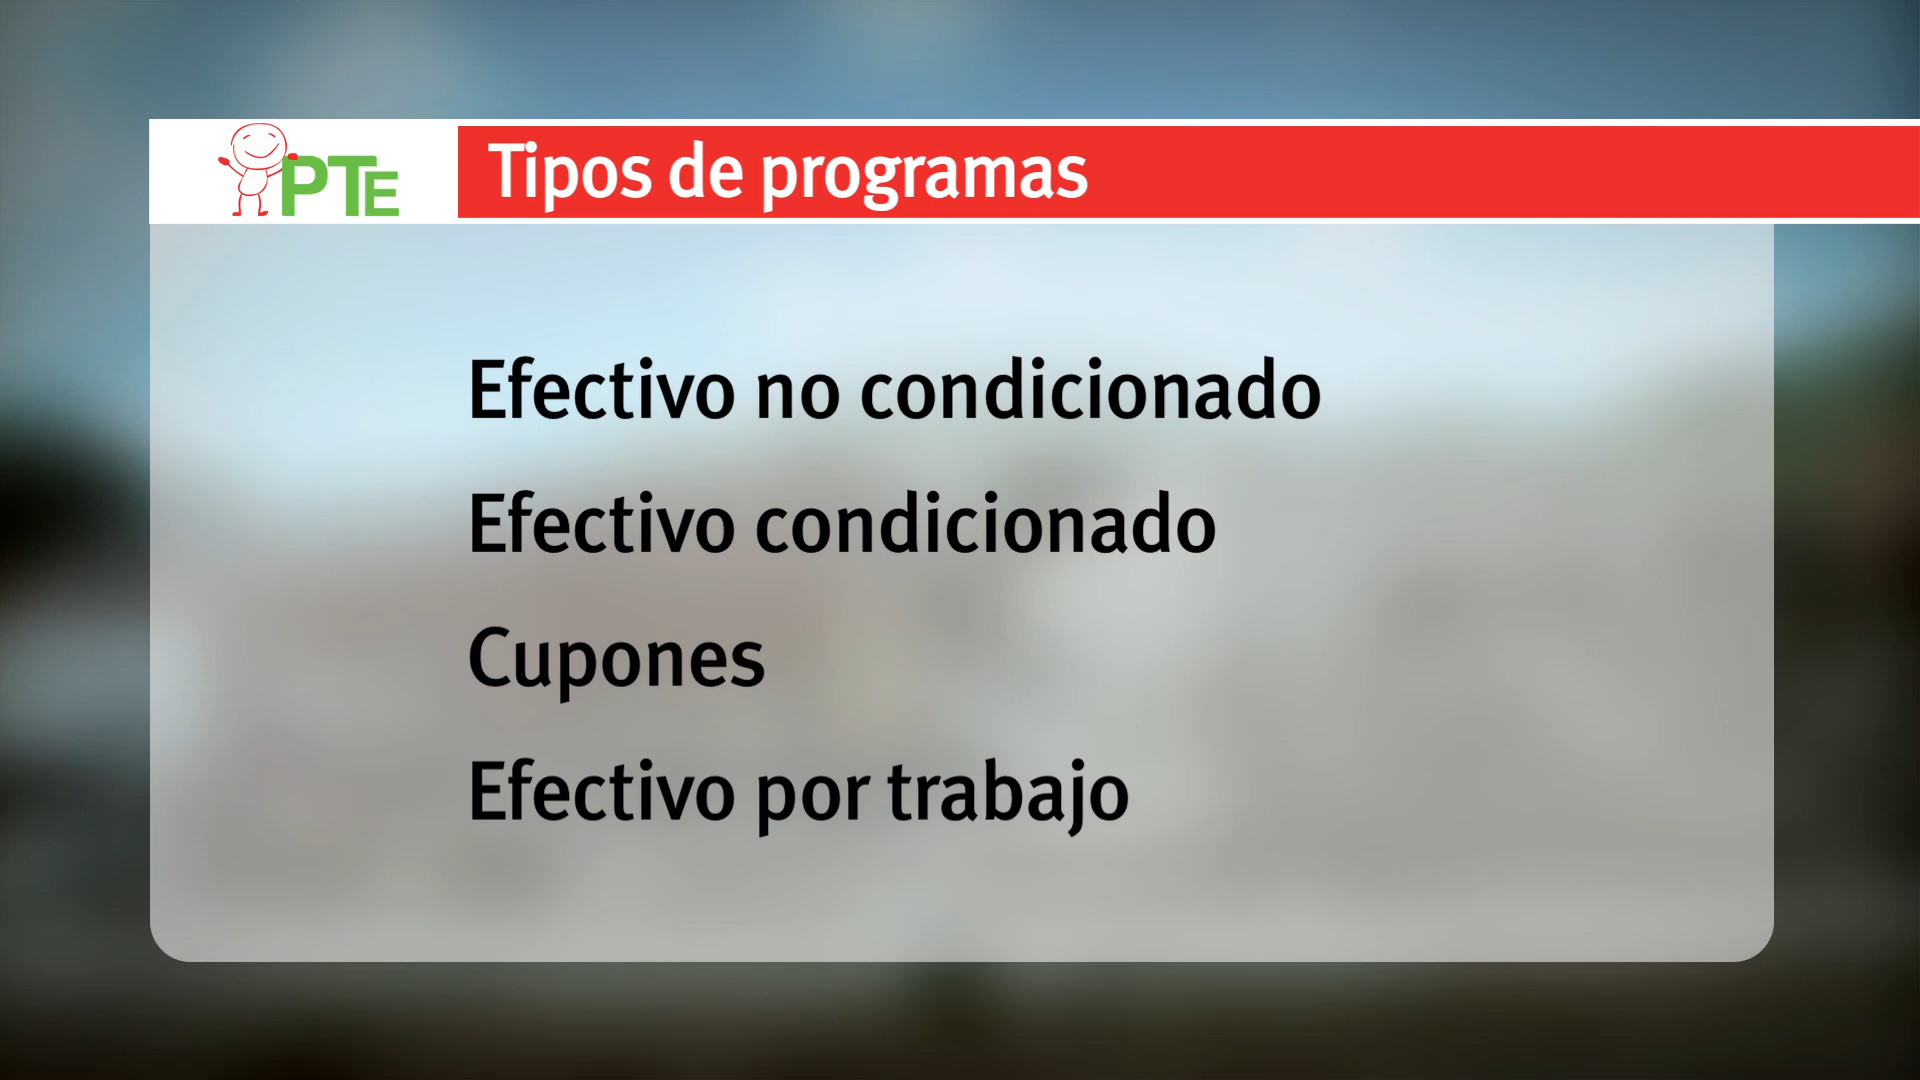 PTE
Tipos de programas
Efectivo no condicionado
Efectivo condicionado
Cupones
Efectivo por trabajo